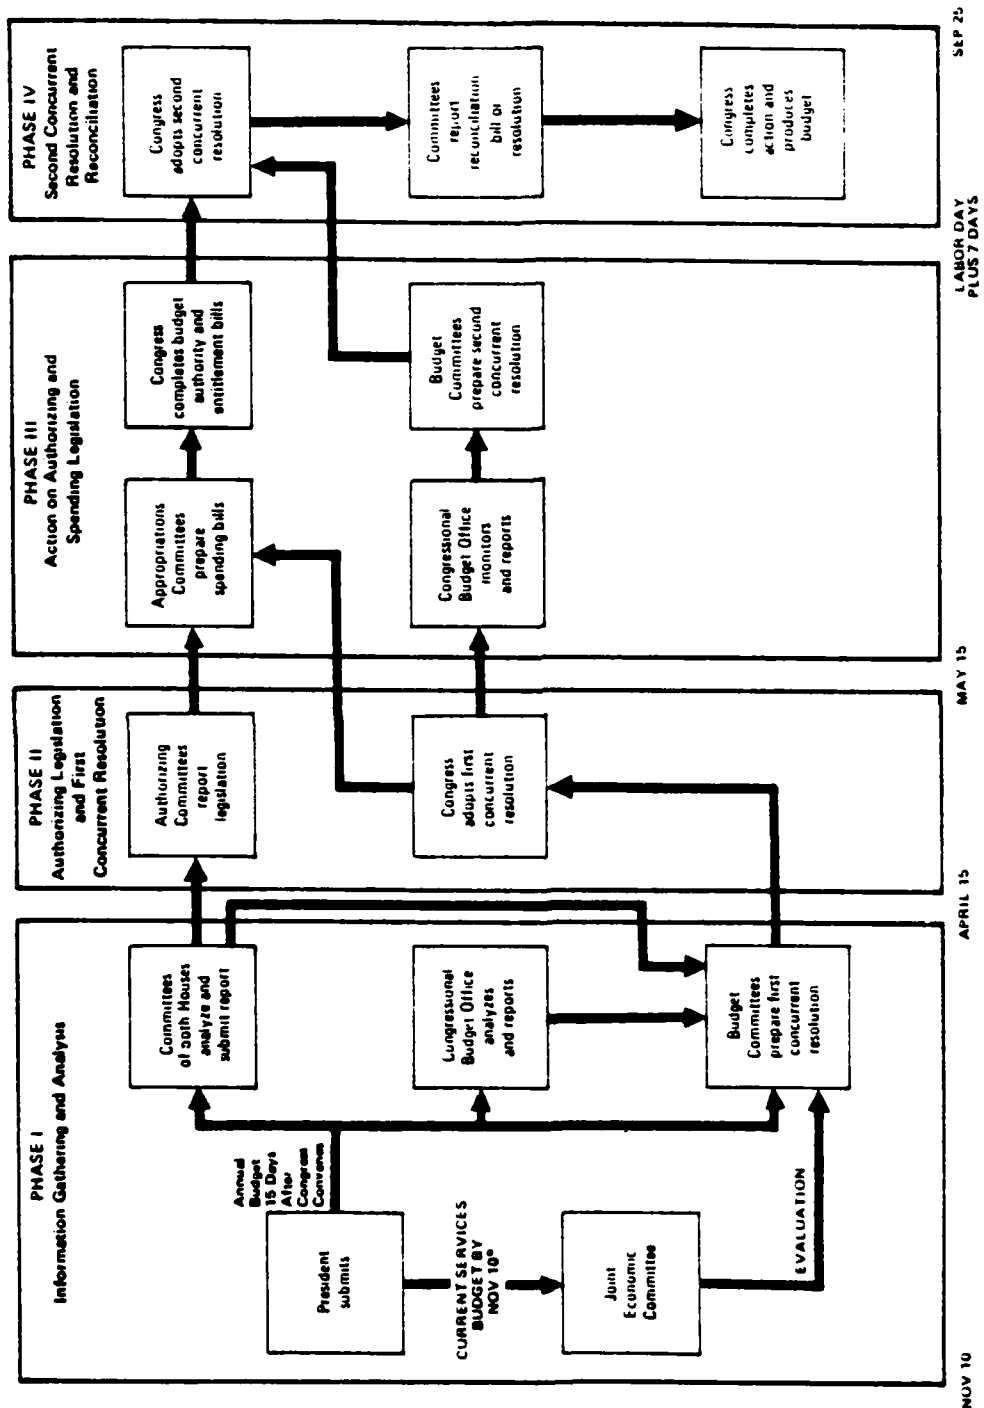 PHASE I
Information Gathering and Analysis
President
submits
Annual
Budget
15 Days
After
Congress
Convenes
CURRENT SERVICES
BUDGET BY
NOV 10*
Joint
Economic
Committee
EVALUATION
Committees
of both Houses
analyze and
submit report
Congressional
Budget Office
analyzes
and reports
Budget
Committees
prepare first
concurrent
resolution
PHASE II
Authorizing Legislation
and First
Concurrent Resolution
Authorizing
Committees
report
legislation
Congress
adopts first
concurrent
resolution
PHASE III
Action on Authorizing and
Spending Legislation
Appropriations
Committees
prepare
spending bills
Congress
completes budget
authority and
entitlement bills
Congressional
Budget Office
monitors
and reports
Budget
Committees
prepare second
concurrent
resolution
PHASE IV
Second Concurrent
Resolution and
Reconciliation
Congress
adopts second
concurrent
resolution
Committees
report
reconciliation
bill or
resolution
Congress
completes
action and
produces
budget
NOV 10
APRIL 15
MAY 15
LABOR DAY
PLUS 7 DAYS
SEP 25